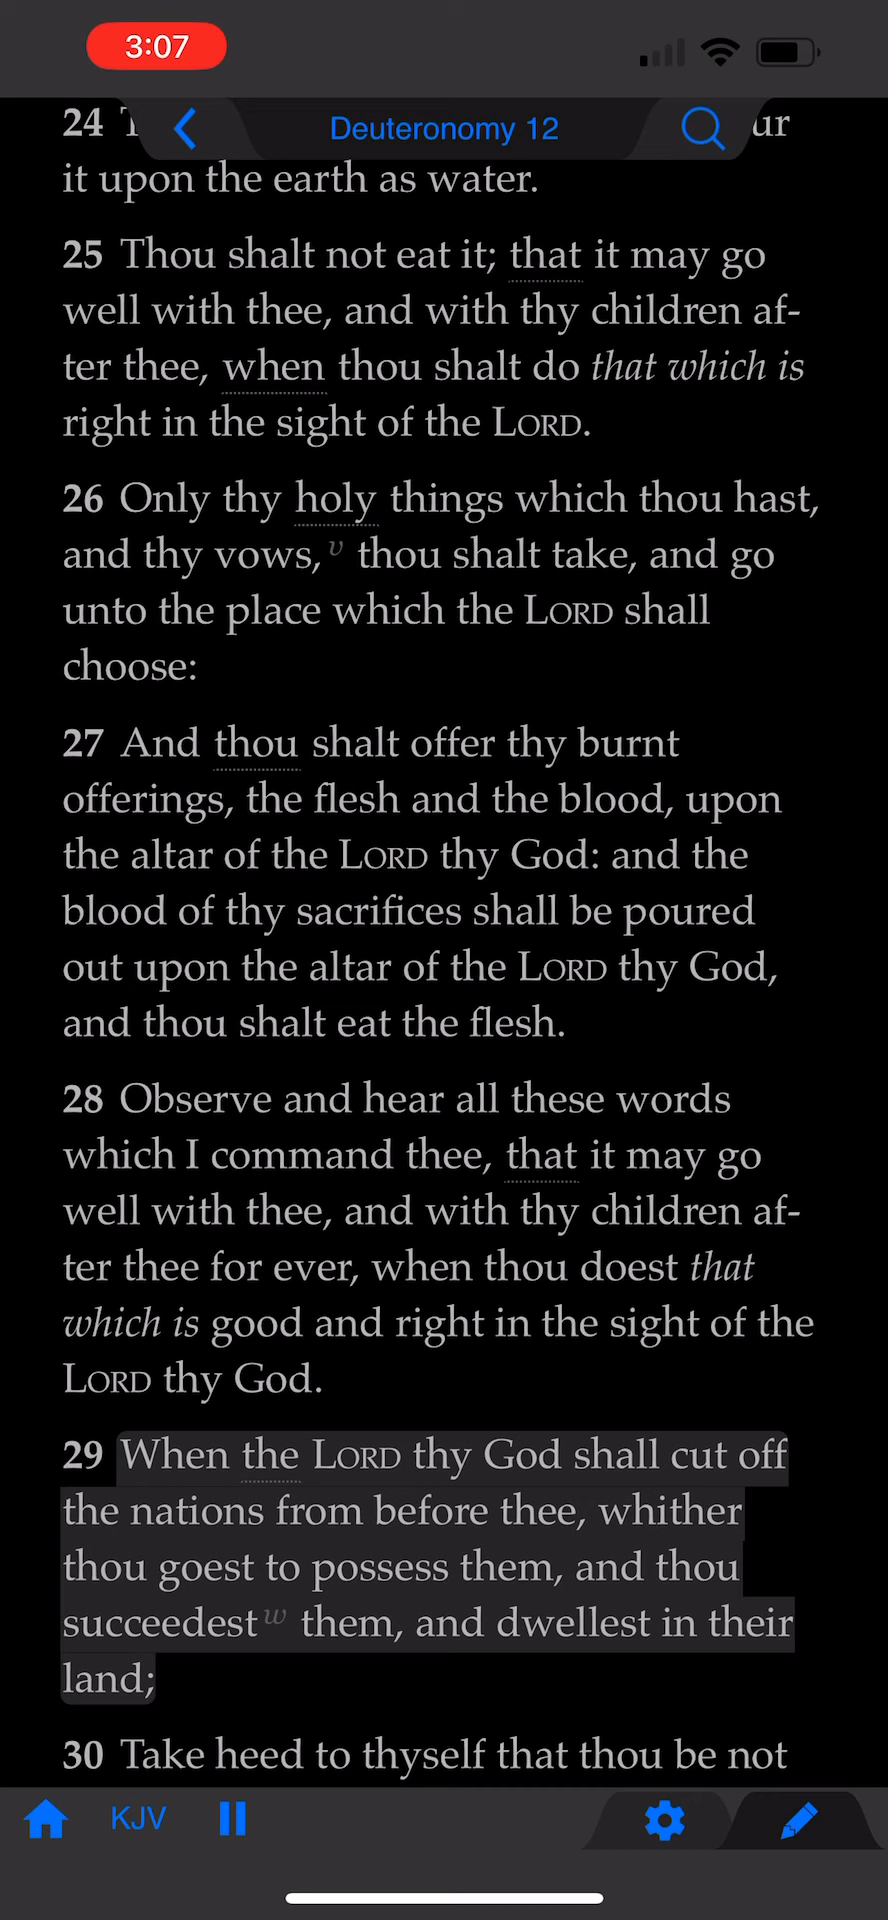 3:07
24
Deuteronomy 12
ur
it upon the earth as water.
25 Thou shalt not eat it; that it may go
well with thee, and with thy children af-
ter thee, when thou shalt do that which is
right in the sight of the LORD.
26 Only thy holy things which thou hast,
and thy vows, v thou shalt take, and go
unto the place which the LORD shall
choose:
27 And thou shalt offer thy burnt
offerings, the flesh and the blood, upon
the altar of the LORD thy God: and the
blood of thy sacrifices shall be poured
out upon the altar of the LORD thy God,
and thou shalt eat the flesh.
28 Observe and hear all these words
which I command thee, that it may go
well with thee, and with thy children af-
ter thee for ever, when thou doest that
which is good and right in the sight of the
LORD thy God.
29 When the LORD thy God shall cut off
the nations from before thee, whither
thou goest to possess them, and thou
succeedest w them, and dwellest in their
land;
30 Take heed to thyself that thou be not
KJV